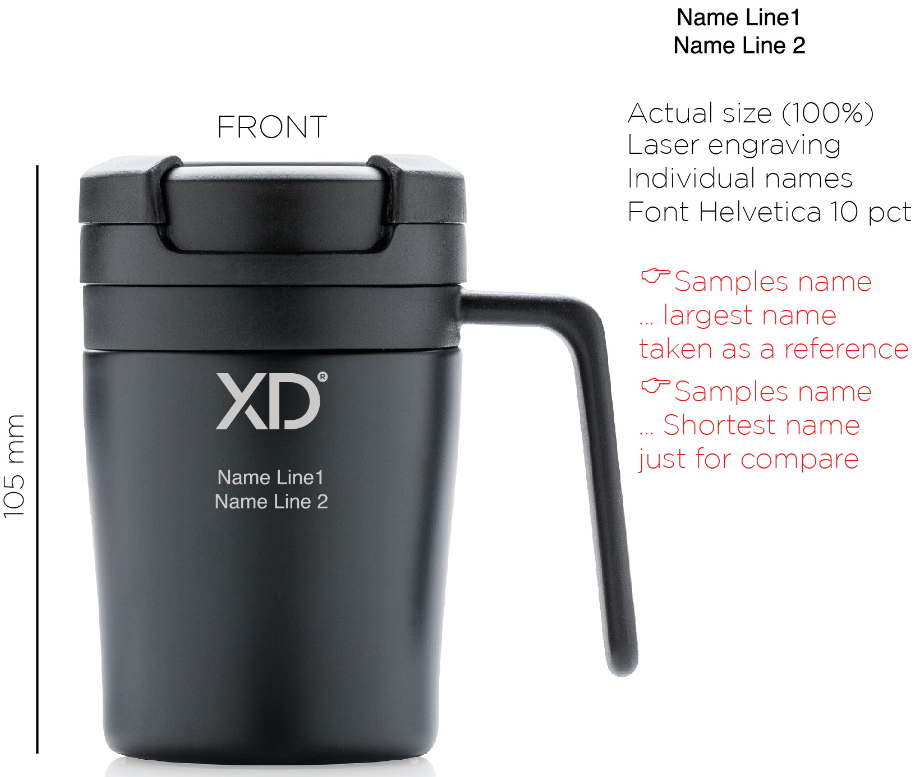 Name Line1
Name Line 2
Actual size (100%)
Laser engraving
Individual names
Font Helvetica 10 pct
FRONT
☞Samples name
... largest name
taken as a reference
☞Samples name
... Shortest name
just for compare
XD®
Name Line1
Name Line 2
105 mm